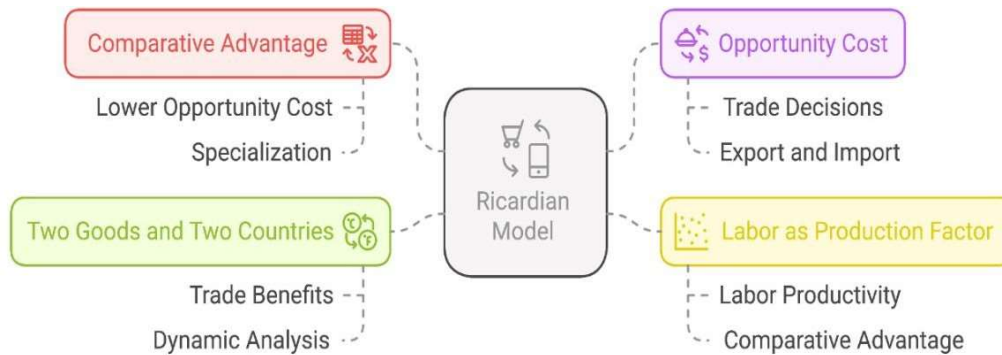 Comparative Advantage
Lower Opportunity Cost
Specialization
Two Goods and Two Countries
Trade Benefits
Dynamic Analysis
Ricardian
Model
Opportunity Cost
Trade Decisions
Export and Import
Labor as Production Factor
Labor Productivity
Comparative Advantage